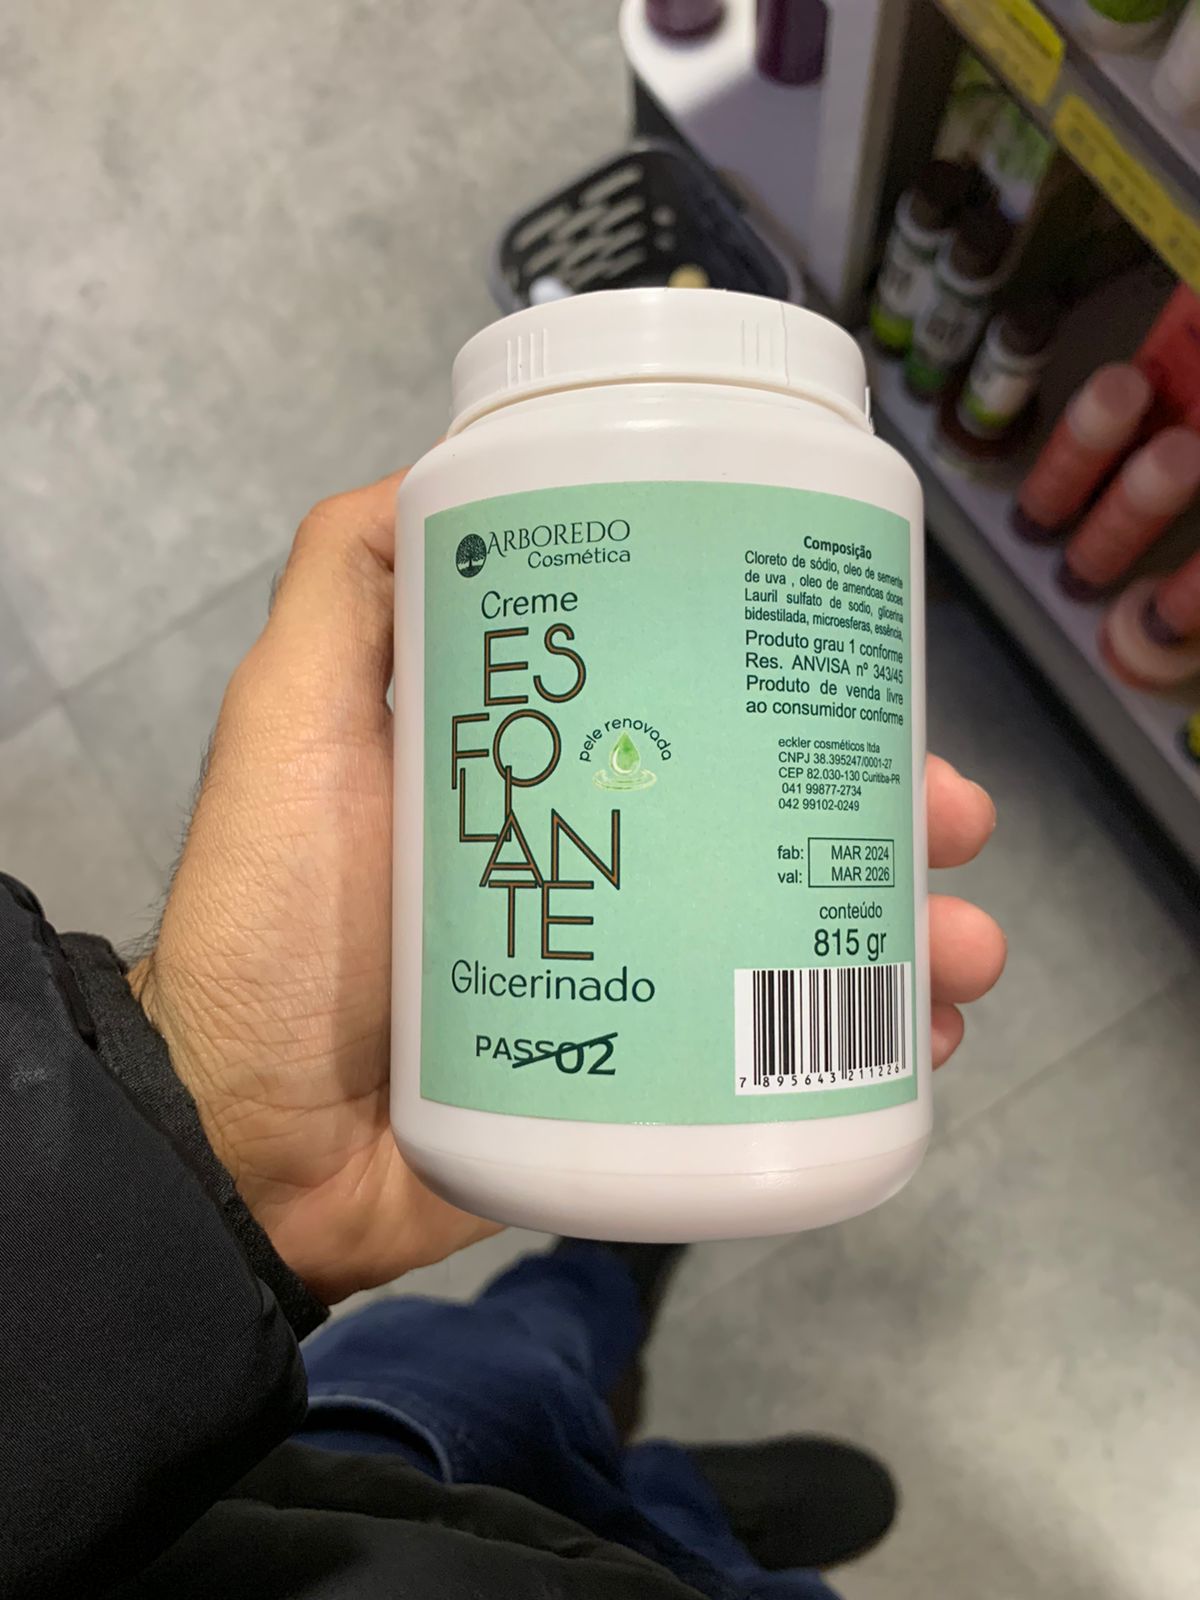 ARBOREDO
Cosmética
Creme
ES
FO
LI
AN
TE
Glicerinado
pele renovada
PASSO2
Composição
Cloreto de sódio, oleo de semente
de uva , oleo de amendoas doces
Lauril sulfato de sodio, glicerina
bidestilada, microesferas, essência,
Produto grau 1 conforme
Res. ANVISA nº 343/45
Produto de venda livre
ao consumidor conforme
eckler cosméticos ltda
CNPJ 38.395247/0001-27
CEP 82.030-130 Curitiba-PR
041 99877-2734
042 99102-0249
fab: MAR 2024
val: MAR 2026
conteúdo
815 gr
7 895643 211226